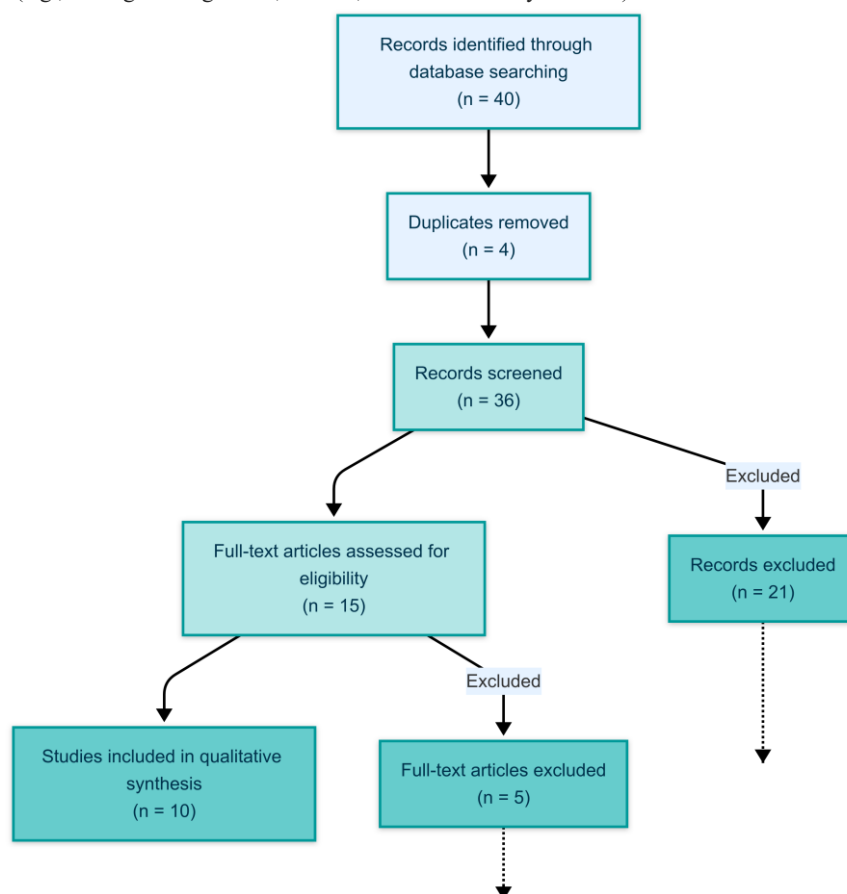 Records identified through
database searching
(n = 40)
Duplicates removed
(n = 4)
Records screened
(n = 36)
Excluded
Full-text articles assessed for
eligibility
(n = 15)
Records excluded
(n = 21)
Excluded
Studies included in qualitative
synthesis
(n = 10)
Full-text articles excluded
(n = 5)